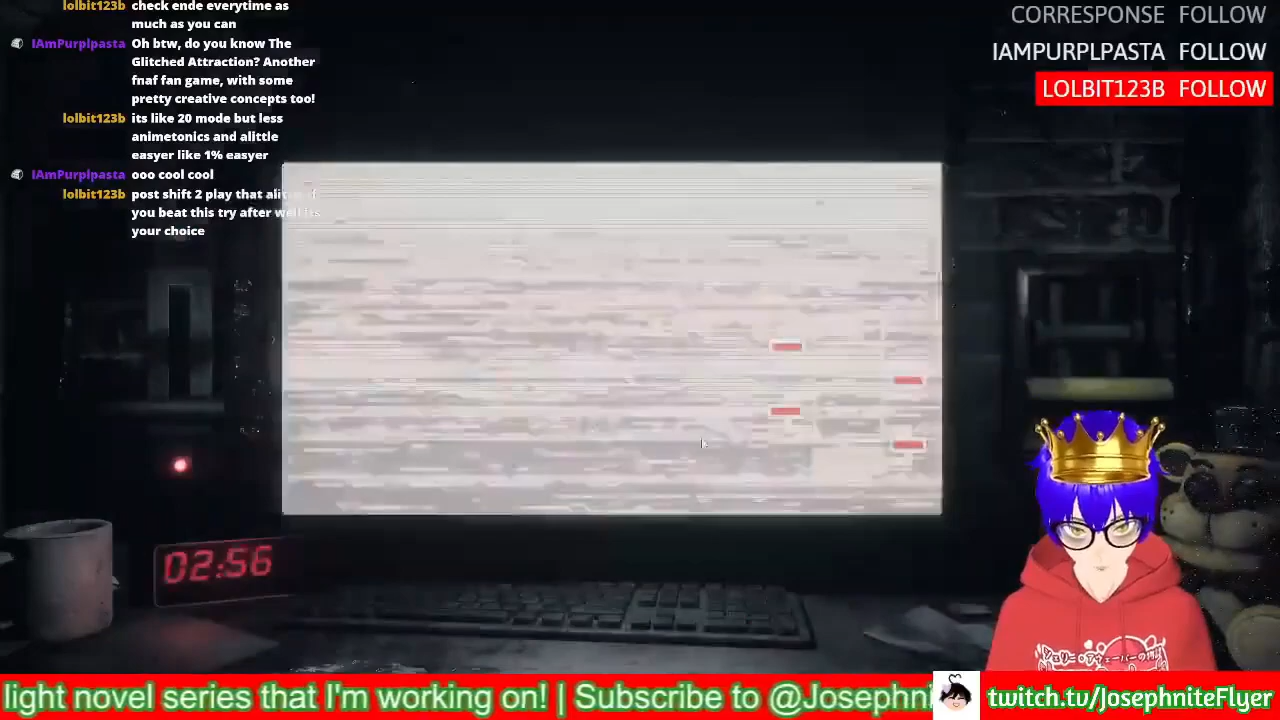 lolbit123b check ende everytime as
much as you can
IAmPurplpasta Oh btw, do you know The
Glitched Attraction? Another
fnaf fan game, with some
pretty creative concepts too!
lolbit123b its like 20 mode but less
animetonics and alittle
easyer like 1% easyer
IAmPurplpasta ooo cool cool
lolbit123b post shift 2 play that
you beat this try after
your choice
CORRESPONSE FOLLOW
IAMPURPLPASTA FOLLOW
LOLBIT123B FOLLOW
02:56
light novel series that I'm working on! | Subscribe to @Josephni
twitch.tv/JosephniteFlyer